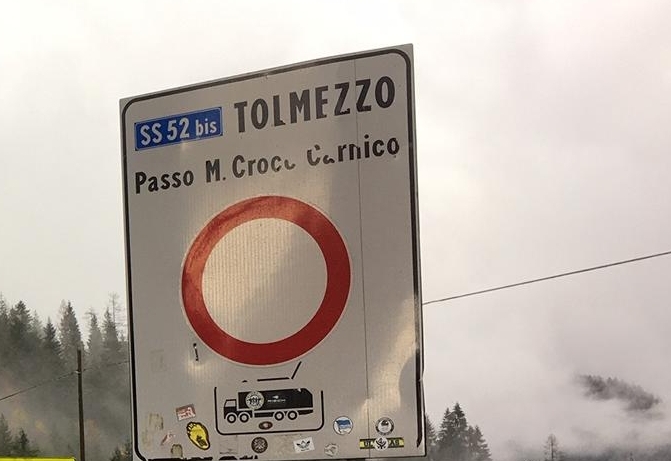 SS 52 bis TOLMEZZO
Passo M. Croce Carnico